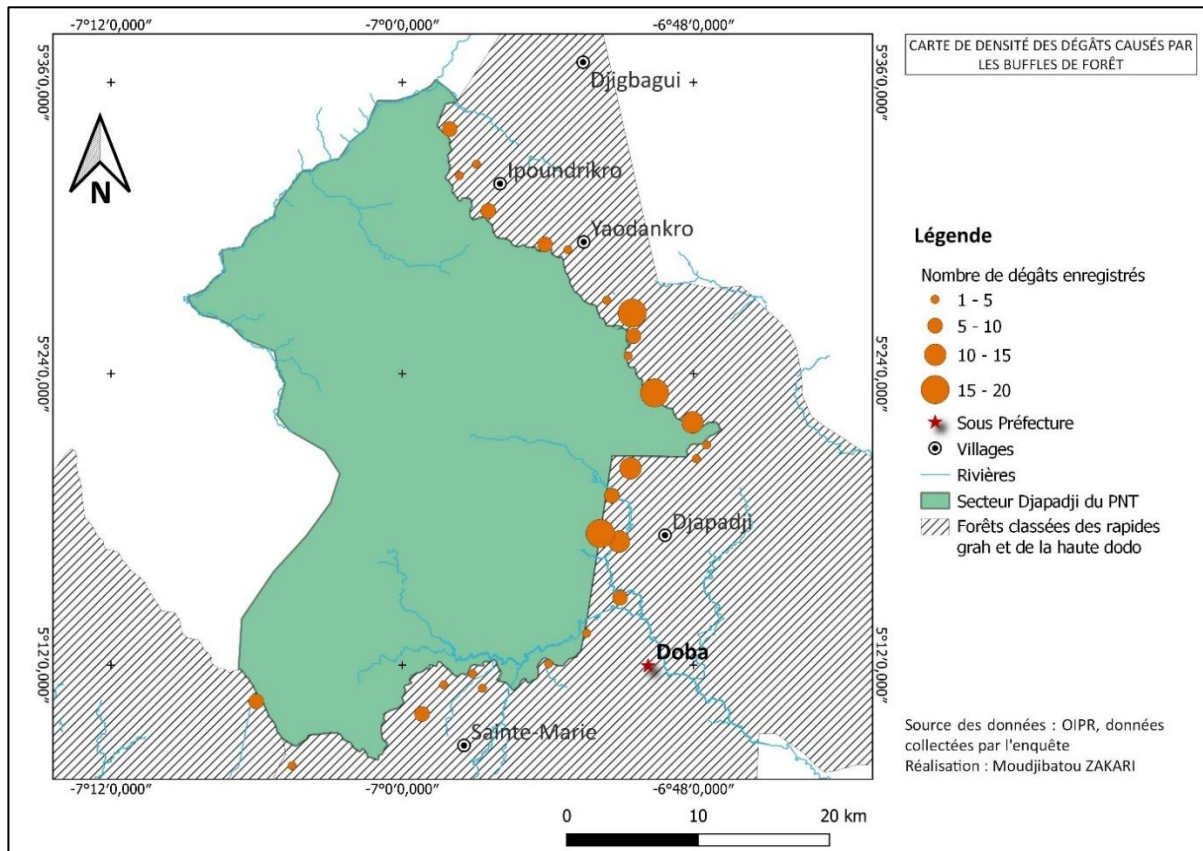 -7°12'0,000"
-7°0'0,000"
-6°48'0,000"
CARTE DE DENSITÉ DES DÉGÂTS CAUSÉS PAR
LES BUFFLES DE FORÊT
5°36'0,000"
5°36'0,000"
Djigbagui
N
Ipoundrikro
Yaodankro
Légende
Nombre de dégâts enregistrés
1 - 5
5 - 10
10 - 15
15 - 20
Sous Préfecture
Villages
Rivières
Secteur Djapadji du PNT
Forêts classées des rapides
grah et de la haute dodo
5°24'0,000"
5°24'0,000"
Djapadji
5°12'0,000"
5°12'0,000"
Doba
Sainte-Marie
Source des données : OIPR, données
collectées par l'enquête
Réalisation : Moudjibatou ZAKARI
-7°12'0,000"
-7°0'0,000"
-6°48'0,000"
0
10
20 km